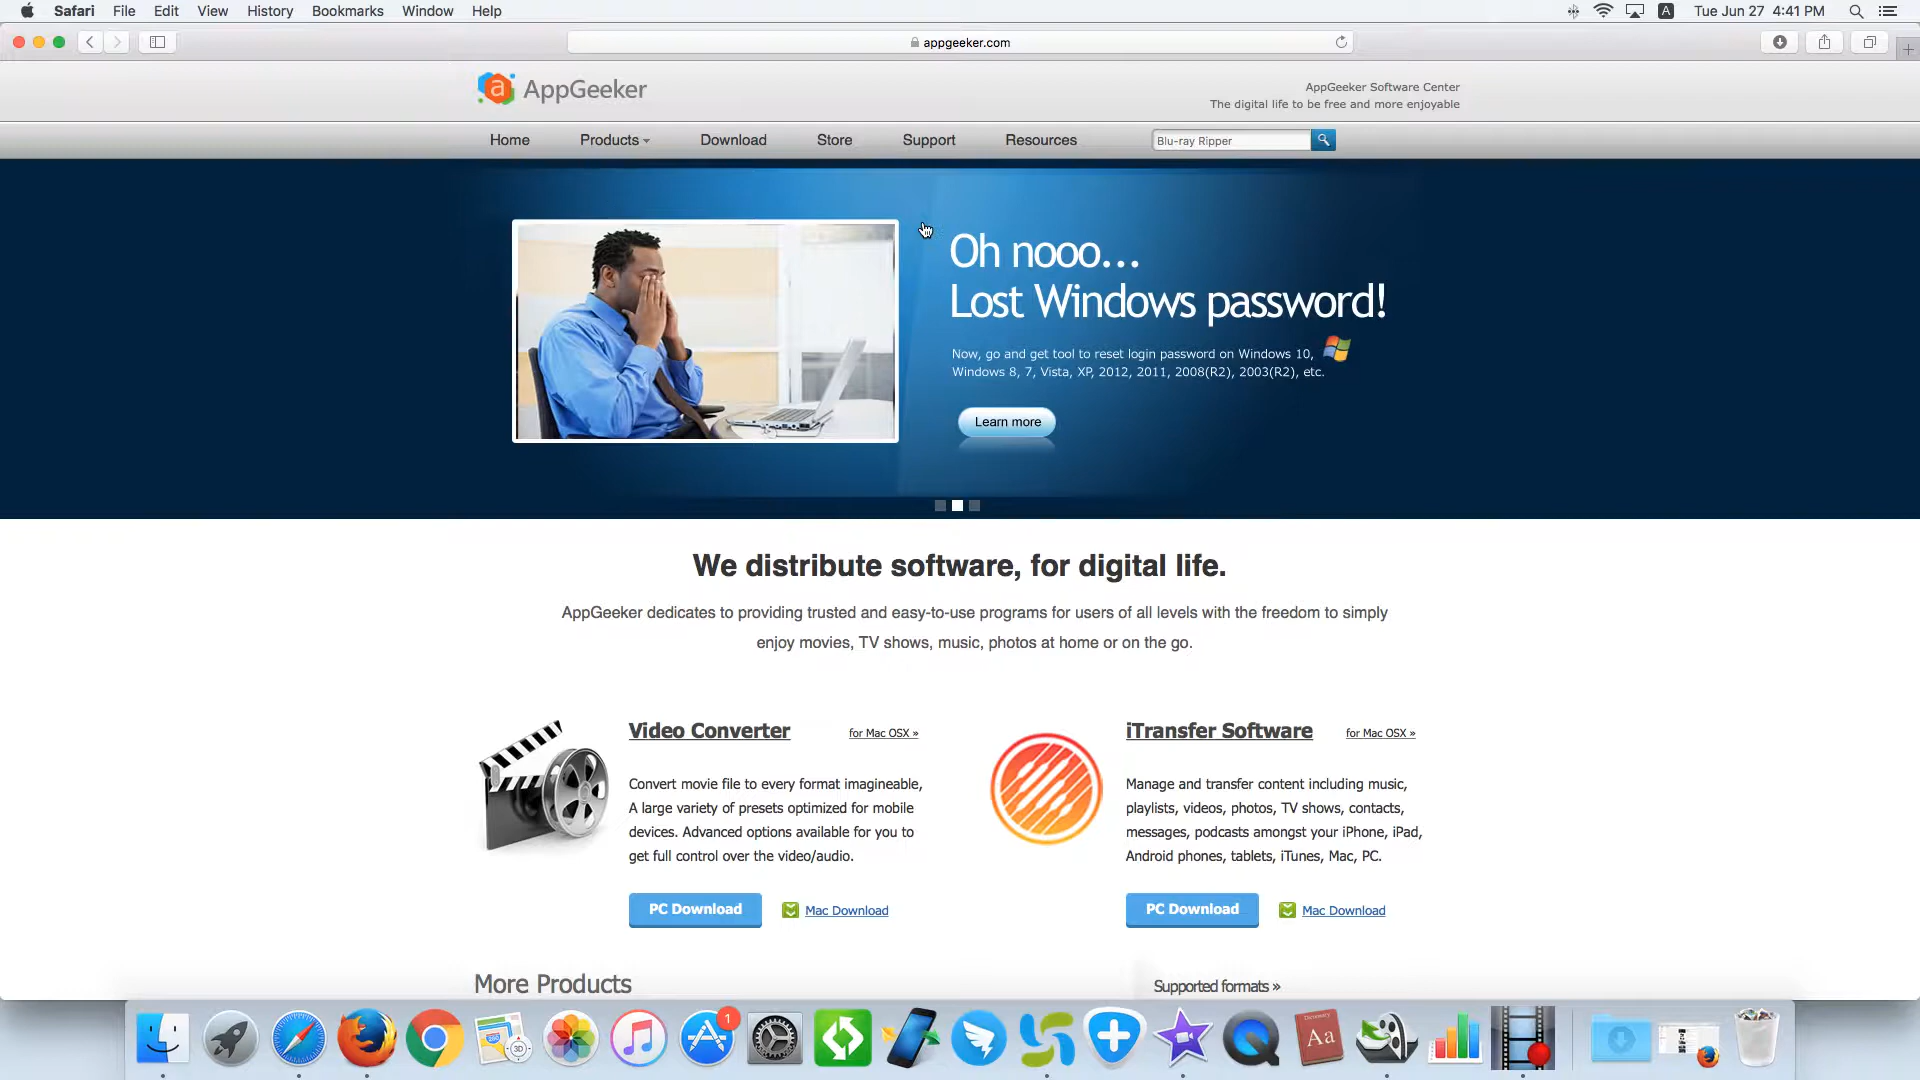 Safari File Edit View History Bookmarks Window Help
A Tue Jun 27 4:41 PM
appgeeker.com
a AppGeeker
AppGeeker Software Center
The digital life to be free and more enjoyable
Home Products Download Store Support Resources
Blu-ray Ripper
Oh nooo...
Lost Windows password!
Now, go and get tool to reset login password on Windows 10,
Windows 8, 7, Vista, XP, 2012, 2011, 2008(R2), 2003(R2), etc.
Learn more
We distribute software, for digital life.
AppGeeker dedicates to providing trusted and easy-to-use programs for users of all levels with the freedom to simply
enjoy movies, TV shows, music, photos at home or on the go.
Video Converter for Mac OSX »
Convert movie file to every format imagineable,
A large variety of presets optimized for mobile
devices. Advanced options available for you to
get full control over the video/audio.
PC Download Mac Download
iTransfer Software for Mac OSX »
Manage and transfer content including music,
playlists, videos, photos, TV shows, contacts,
messages, podcasts amongst your iPhone, iPad,
Android phones, tablets, iTunes, Mac, PC.
PC Download Mac Download
More Products
Supported formats »
3D
1
Dictionary
Aa